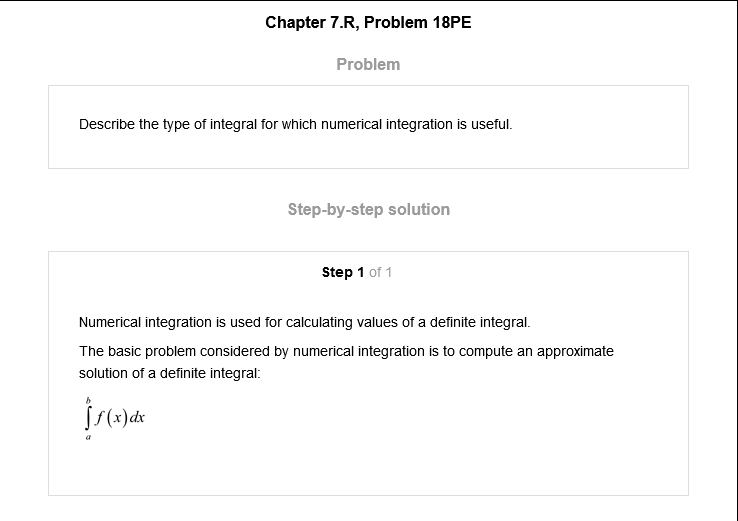 Chapter 7.R, Problem 18PE
Problem
Describe the type of integral for which numerical integration is useful.
Step-by-step solution
Step 1 of 1
Numerical integration is used for calculating values of a definite integral.
The basic problem considered by numerical integration is to compute an approximate
solution of a definite integral:
b
∫ f(x)dx
a